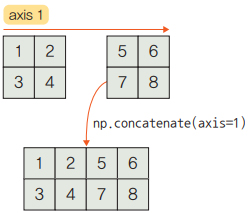 axis 1
1 2 5 6
3 4 7 8
np.concatenate(axis=1)
1 2 5 6
3 4 7 8